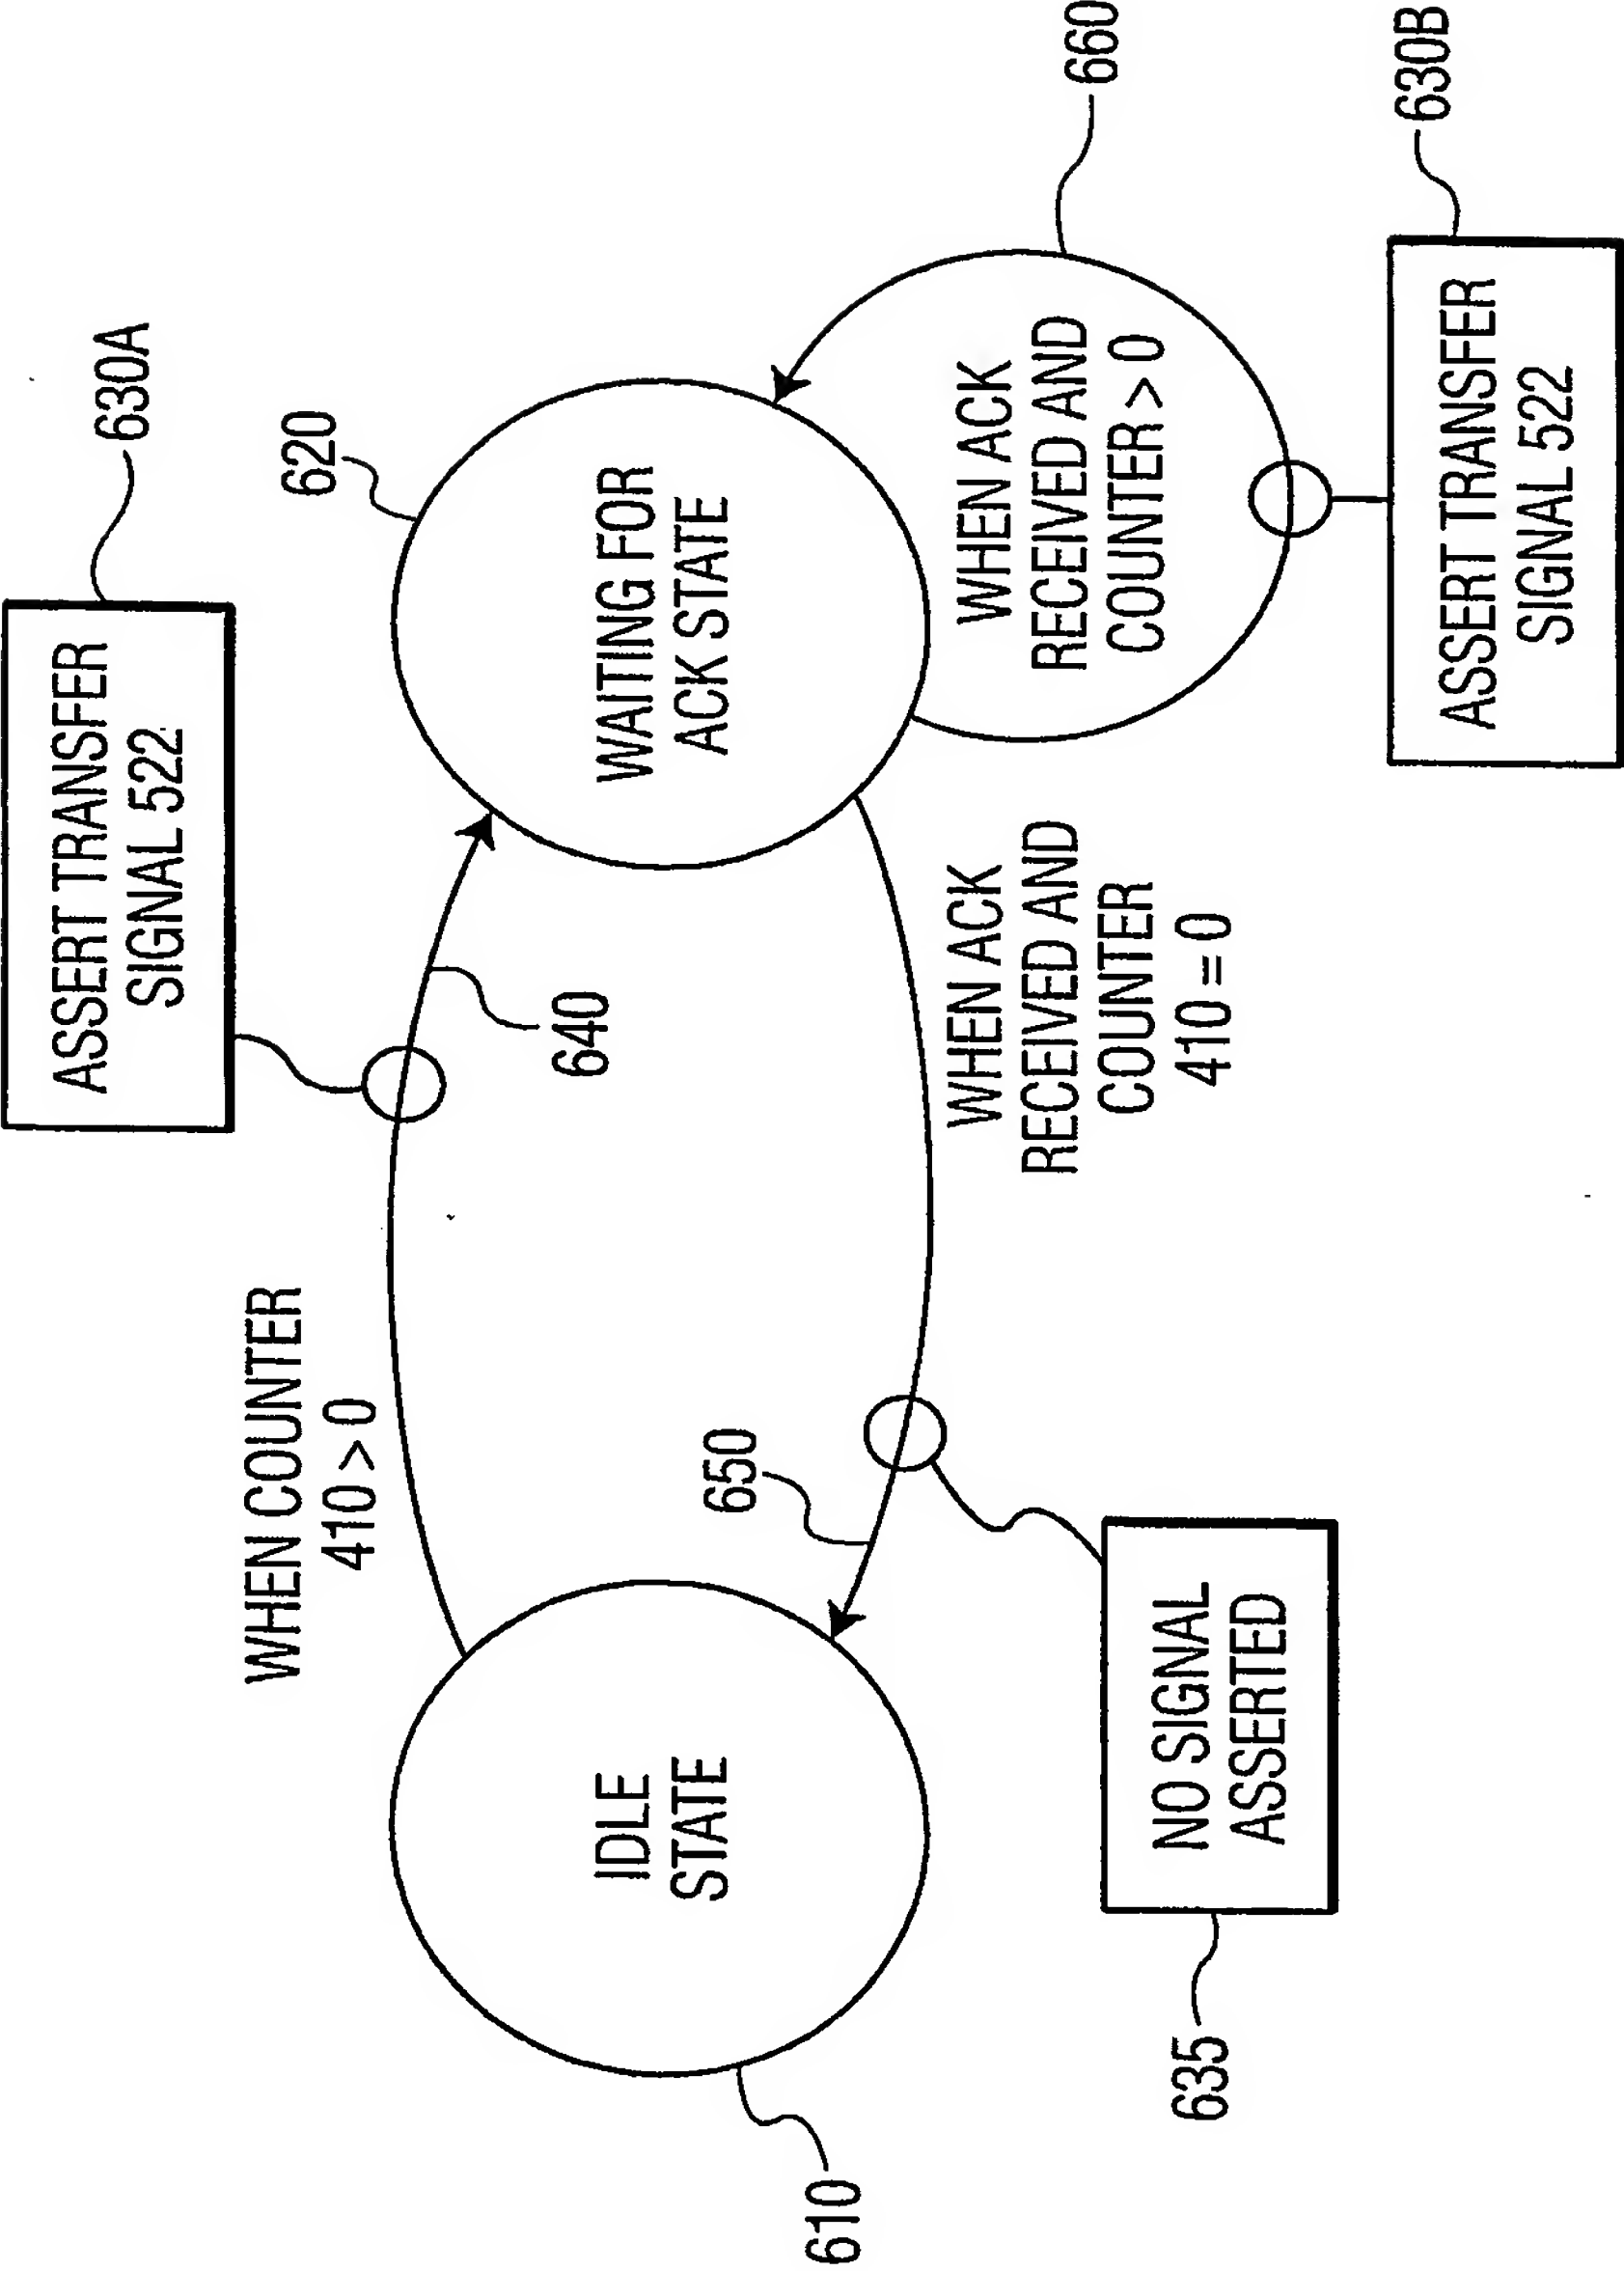 630A
ASSERT TRANSFER
SIGNAL 522
620
WHEN COUNTER
410 > 0
640
IDLE
STATE
WAITING FOR
ACK STATE
650
610
WHEN ACK
RECEIVED AND
COUNTER
410 = 0
WHEN ACK
RECEIVED AND
COUNTER > 0
660
635
NO SIGNAL
ASSERTED
ASSERT TRANSFER
SIGNAL 522
630B